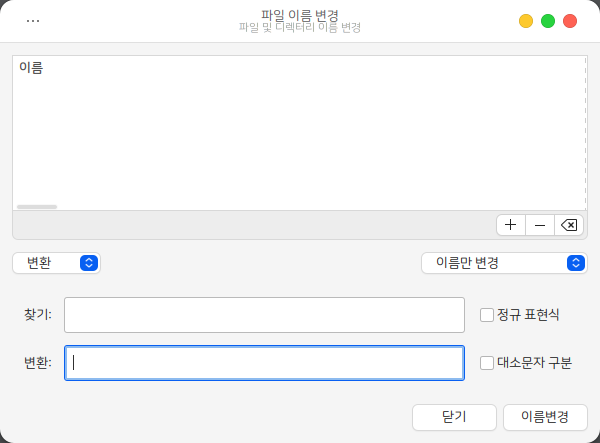 파일 이름 변경
파일 및 디렉터리 이름 변경
이름
변환
이름만 변경
찾기:
정규 표현식
변환:
대소문자 구분
닫기
이름변경